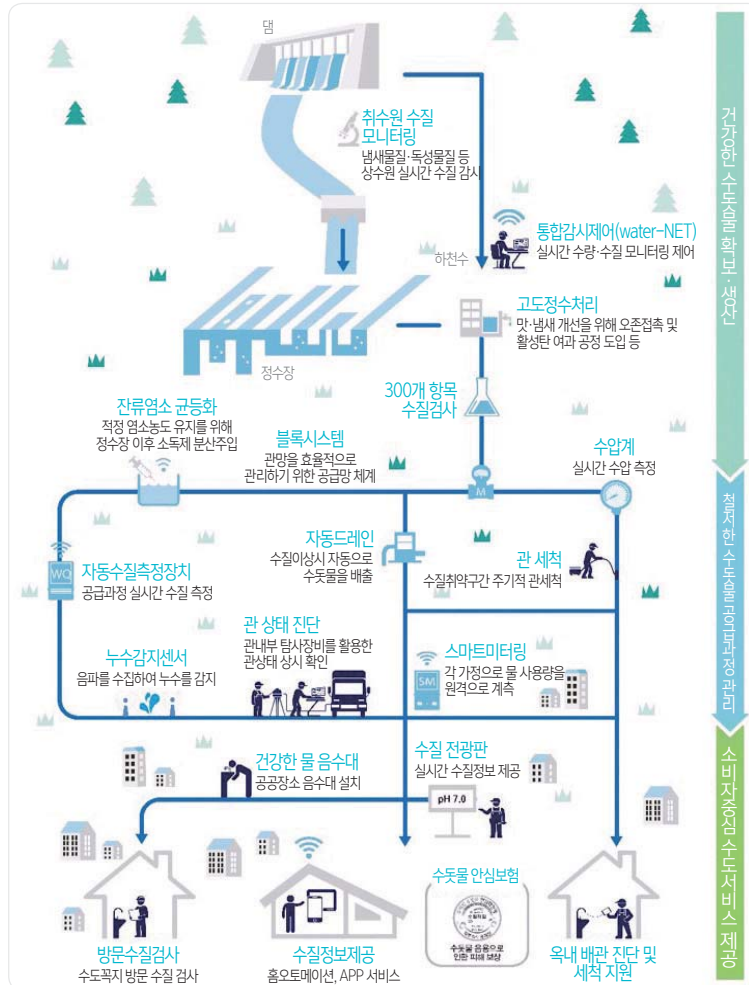 댐
취수원 수질
모니터링
냄새물질·독성물질 등
상수원 실시간 수질 감시
통합감시제어(water-NET)
실시간 수량·수질 모니터링 제어
하천수
고도정수처리
맛·냄새 개선을 위해 오존접촉 및
활성탄 여과 공정 도입 등
정수장
300개 항목
수질검사
건강한 수돗물 확보·생산
잔류염소 균등화
적정 염소농도 유지를 위해
정수장 이후 소독제 분산주입
블록시스템
관망을 효율적으로
관리하기 위한 공급망 체계
수압계
실시간 수압 측정
M
자동드레인
수질이상시 자동으로
수돗물을 배출
관 세척
수질취약구간 주기적 관세척
WQ
자동수질측정장치
공급과정 실시간 수질 측정
철저한 수돗물 공급과정 관리
누수감지센서
음파를 수집하여 누수를 감지
관 상태 진단
관내부 탐사장비를 활용한
관상태 상시 확인
스마트미터링
각 가정으로 물 사용량을
원격으로 계측
SM
건강한 물 음수대
공공장소 음수대 설치
수질 전광판
실시간 수질정보 제공
pH 7.0
소비자중심 수도서비스 제공
수돗물 안심보험
수돗물 음용으로
인한 피해 보상
방문수질검사
수도꼭지 방문 수질 검사
수질정보제공
홈오토메이션, APP 서비스
옥내 배관 진단 및
세척 지원